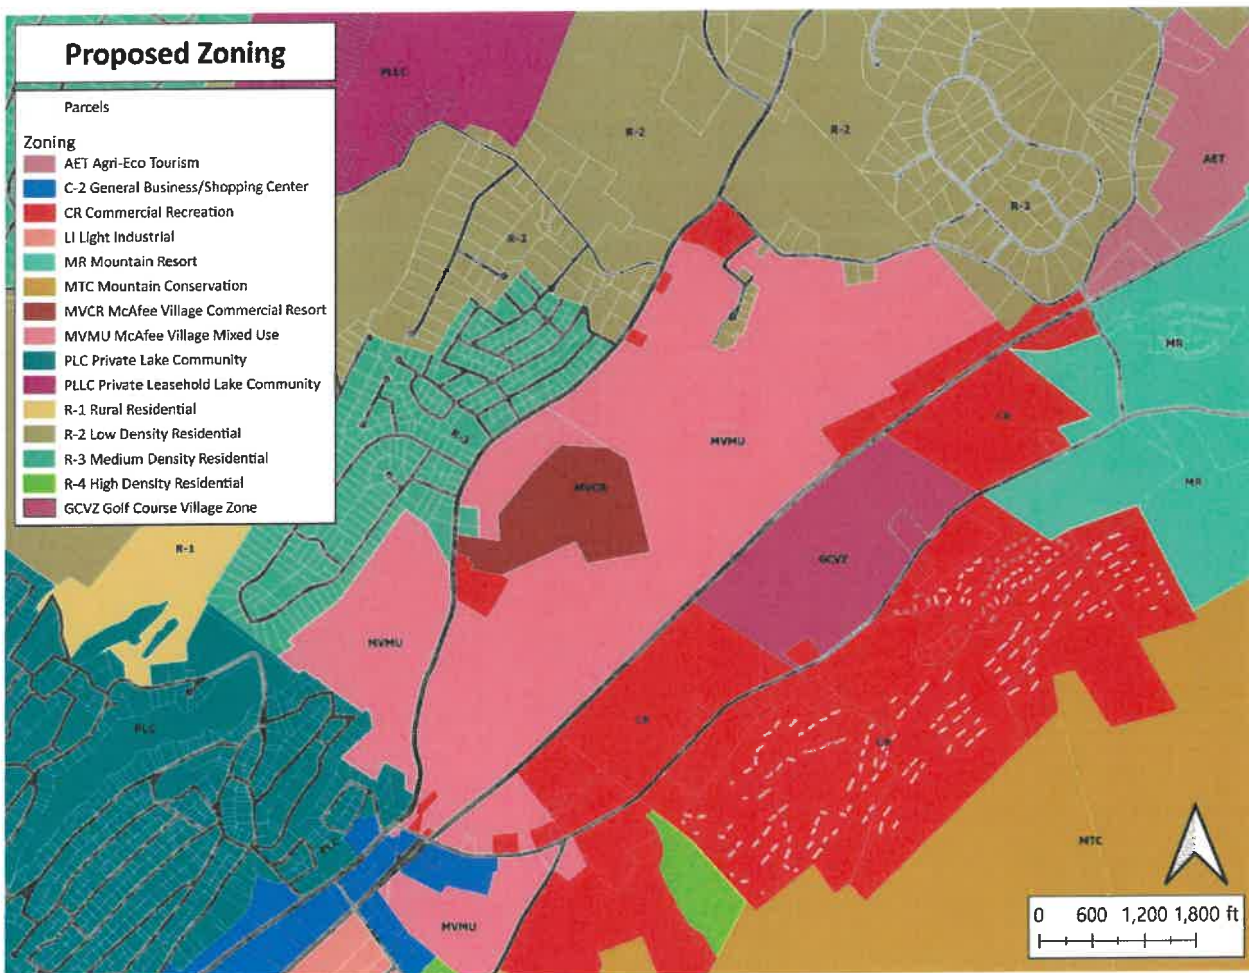 Proposed Zoning
Parcels
Zoning
AET Agri-Eco Tourism
C-2 General Business/Shopping Center
CR Commercial Recreation
LI Light Industrial
MR Mountain Resort
MTC Mountain Conservation
MVCR McAfee Village Commercial Resort
MVMU McAfee Village Mixed Use
PLC Private Lake Community
PLLC Private Leasehold Lake Community
R-1 Rural Residential
R-2 Low Density Residential
R-3 Medium Density Residential
R-4 High Density Residential
GCVZ Golf Course Village Zone
PLLC
R-2
R-2
AET
R-2
R-2
MR
CR
R-3
MVMU
MVCR
MR
R-1
GCVZ
MVMU
CR
PLC
CR
PLC
MTC
MVMU
0 600 1,200 1,800 ft